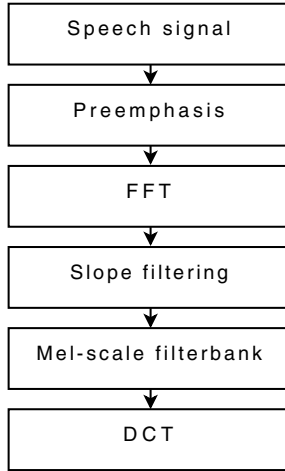 Speech signal
Preemphasis
FFT
Slope filtering
Mel-scale filterbank
DCT